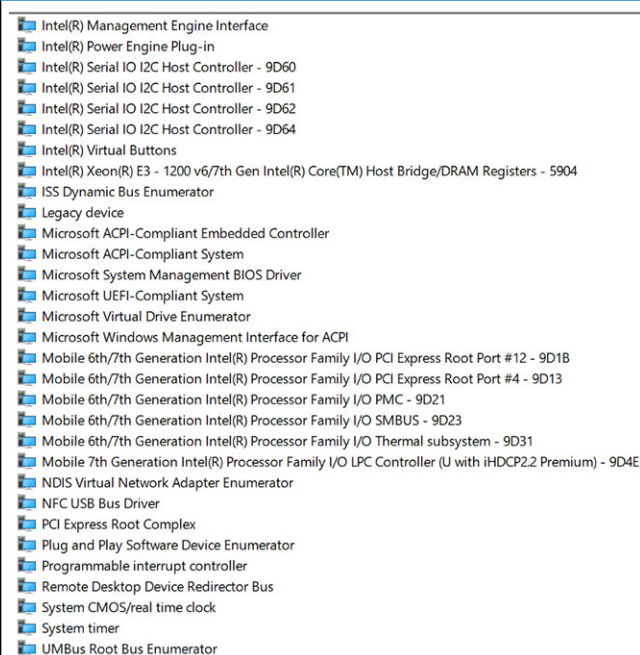 Intel(R) Management Engine Interface
Intel(R) Power Engine Plug-in
Intel(R) Serial IO I2C Host Controller - 9D60
Intel(R) Serial IO I2C Host Controller - 9D61
Intel(R) Serial IO I2C Host Controller - 9D62
Intel(R) Serial IO I2C Host Controller - 9D64
Intel(R) Virtual Buttons
Intel(R) Xeon(R) E3 - 1200 v6/7th Gen Intel(R) Core(TM) Host Bridge/DRAM Registers - 5904
ISS Dynamic Bus Enumerator
Legacy device
Microsoft ACPI-Compliant Embedded Controller
Microsoft ACPI-Compliant System
Microsoft System Management BIOS Driver
Microsoft UEFI-Compliant System
Microsoft Virtual Drive Enumerator
Microsoft Windows Management Interface for ACPI
Mobile 6th/7th Generation Intel(R) Processor Family I/O PCI Express Root Port #12 - 9D1B
Mobile 6th/7th Generation Intel(R) Processor Family I/O PCI Express Root Port #4 - 9D13
Mobile 6th/7th Generation Intel(R) Processor Family I/O PMC - 9D21
Mobile 6th/7th Generation Intel(R) Processor Family I/O SMBUS - 9D23
Mobile 6th/7th Generation Intel(R) Processor Family I/O Thermal subsystem - 9D31
Mobile 7th Generation Intel(R) Processor Family I/O LPC Controller (U with iHDCP2.2 Premium) - 9D4E
NDIS Virtual Network Adapter Enumerator
NFC USB Bus Driver
PCI Express Root Complex
Plug and Play Software Device Enumerator
Programmable interrupt controller
Remote Desktop Device Redirector Bus
System CMOS/real time clock
System timer
UMBus Root Bus Enumerator